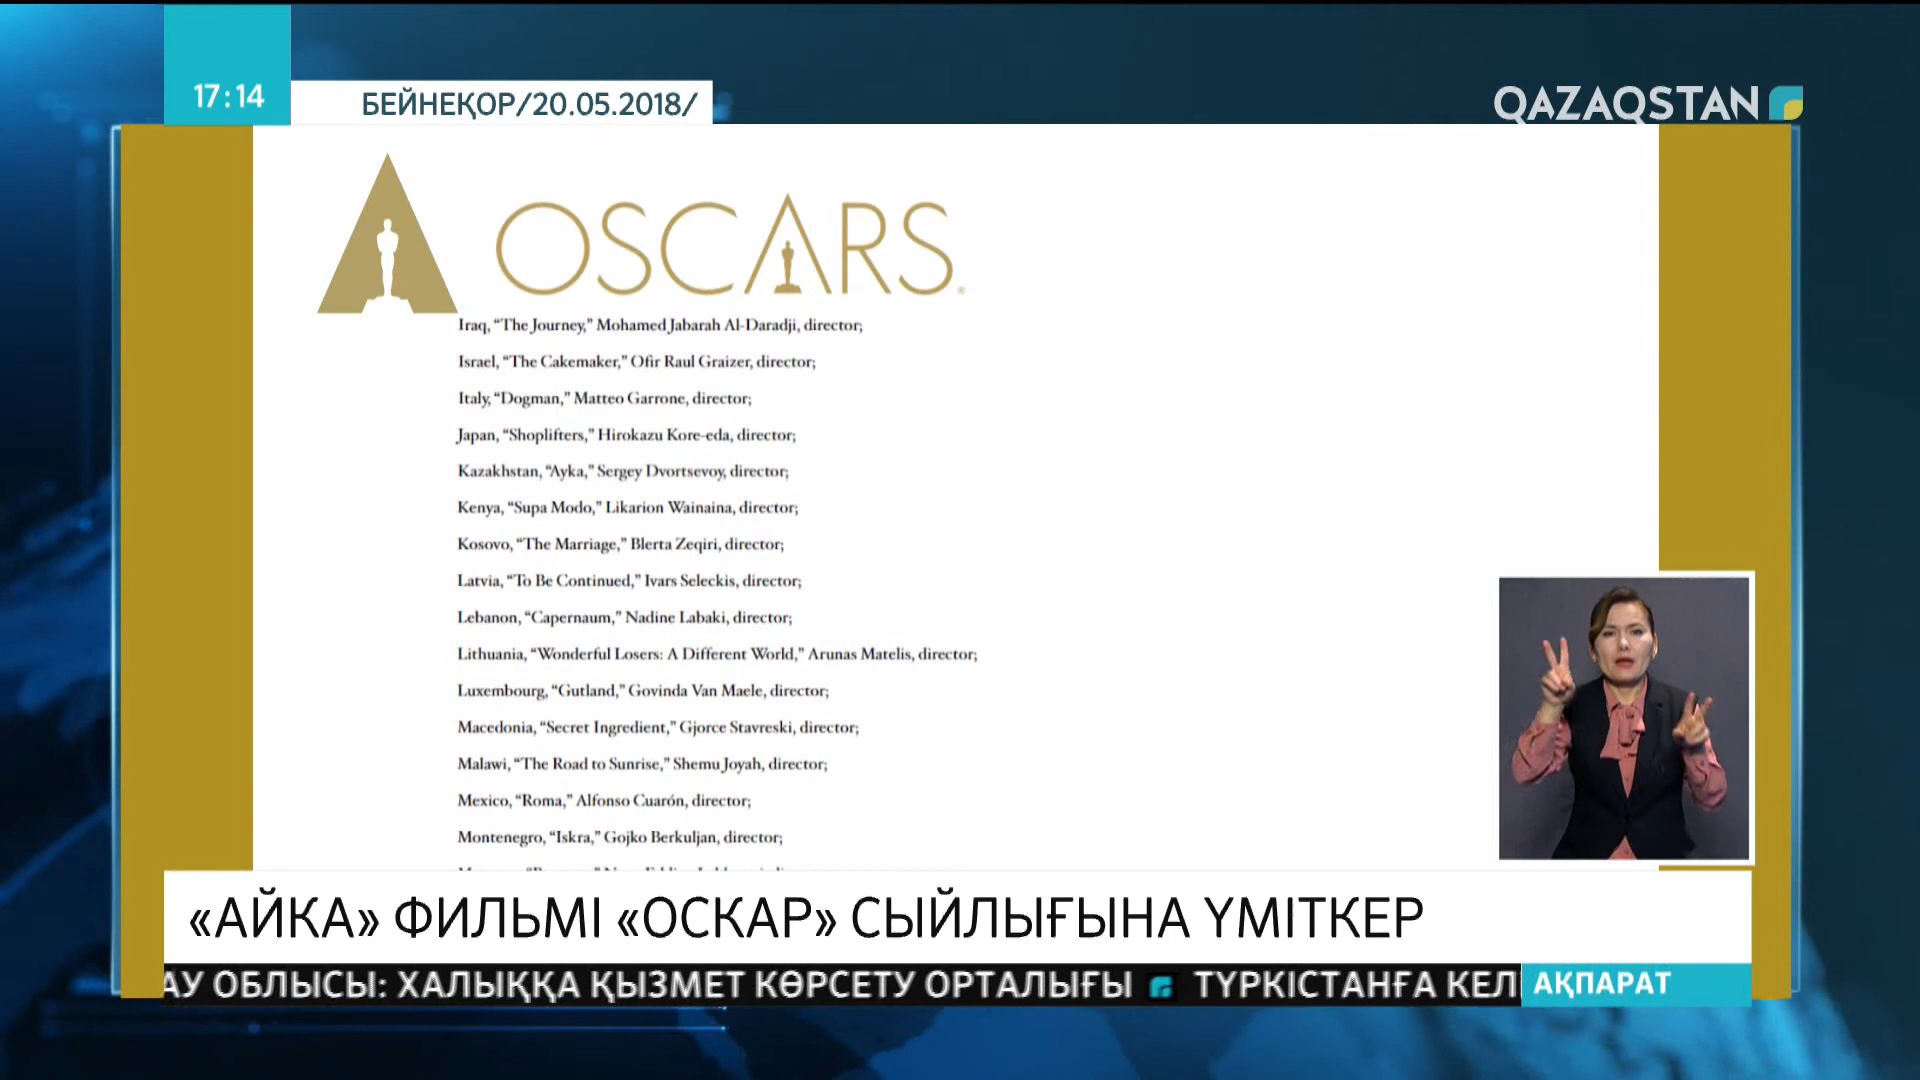 17:14
БЕЙНЕҚОР/20.05.2018/
QAZAQSTAN
OSCARS
Iraq, “The Journey,” Mohamed Jabarah Al-Daradji, director;
Israel, “The Cakemaker,” Ofir Raul Graizer, director;
Italy, “Dogman,” Matteo Garrone, director;
Japan, “Shoplifters,” Hirokazu Kore-eda, director;
Kazakhstan, “Ayka,” Sergey Dvortsevoy, director;
Kenya, “Supa Modo,” Likarion Wainaina, director;
Kosovo, “The Marriage,” Blerta Zeqiri, director;
Latvia, “To Be Continued,” Ivars Seleckis, director;
Lebanon, “Capernaum,” Nadine Labaki, director;
Lithuania, “Wonderful Losers: A Different World,” Arunas Matelis, director;
Luxembourg, “Gutland,” Govinda Van Maele, director;
Macedonia, “Secret Ingredient,” Gjorce Stavreski, director;
Malawi, “The Road to Sunrise,” Shemu Joyah, director;
Mexico, “Roma,” Alfonso Cuarón, director;
Montenegro, “Iskra,” Gojko Berkuljan, director;
«АЙКА» ФИЛЬМІ «ОСКАР» СЫЙЛЫҒЫНА ҮМІТКЕР
АУ ОБЛЫСЫ: ХАЛЫҚҚА ҚЫЗМЕТ КӨРСЕТУ ОРТАЛЫҒЫ ТҮРКІСТАНҒА КЕЛ
АҚПАРАТ